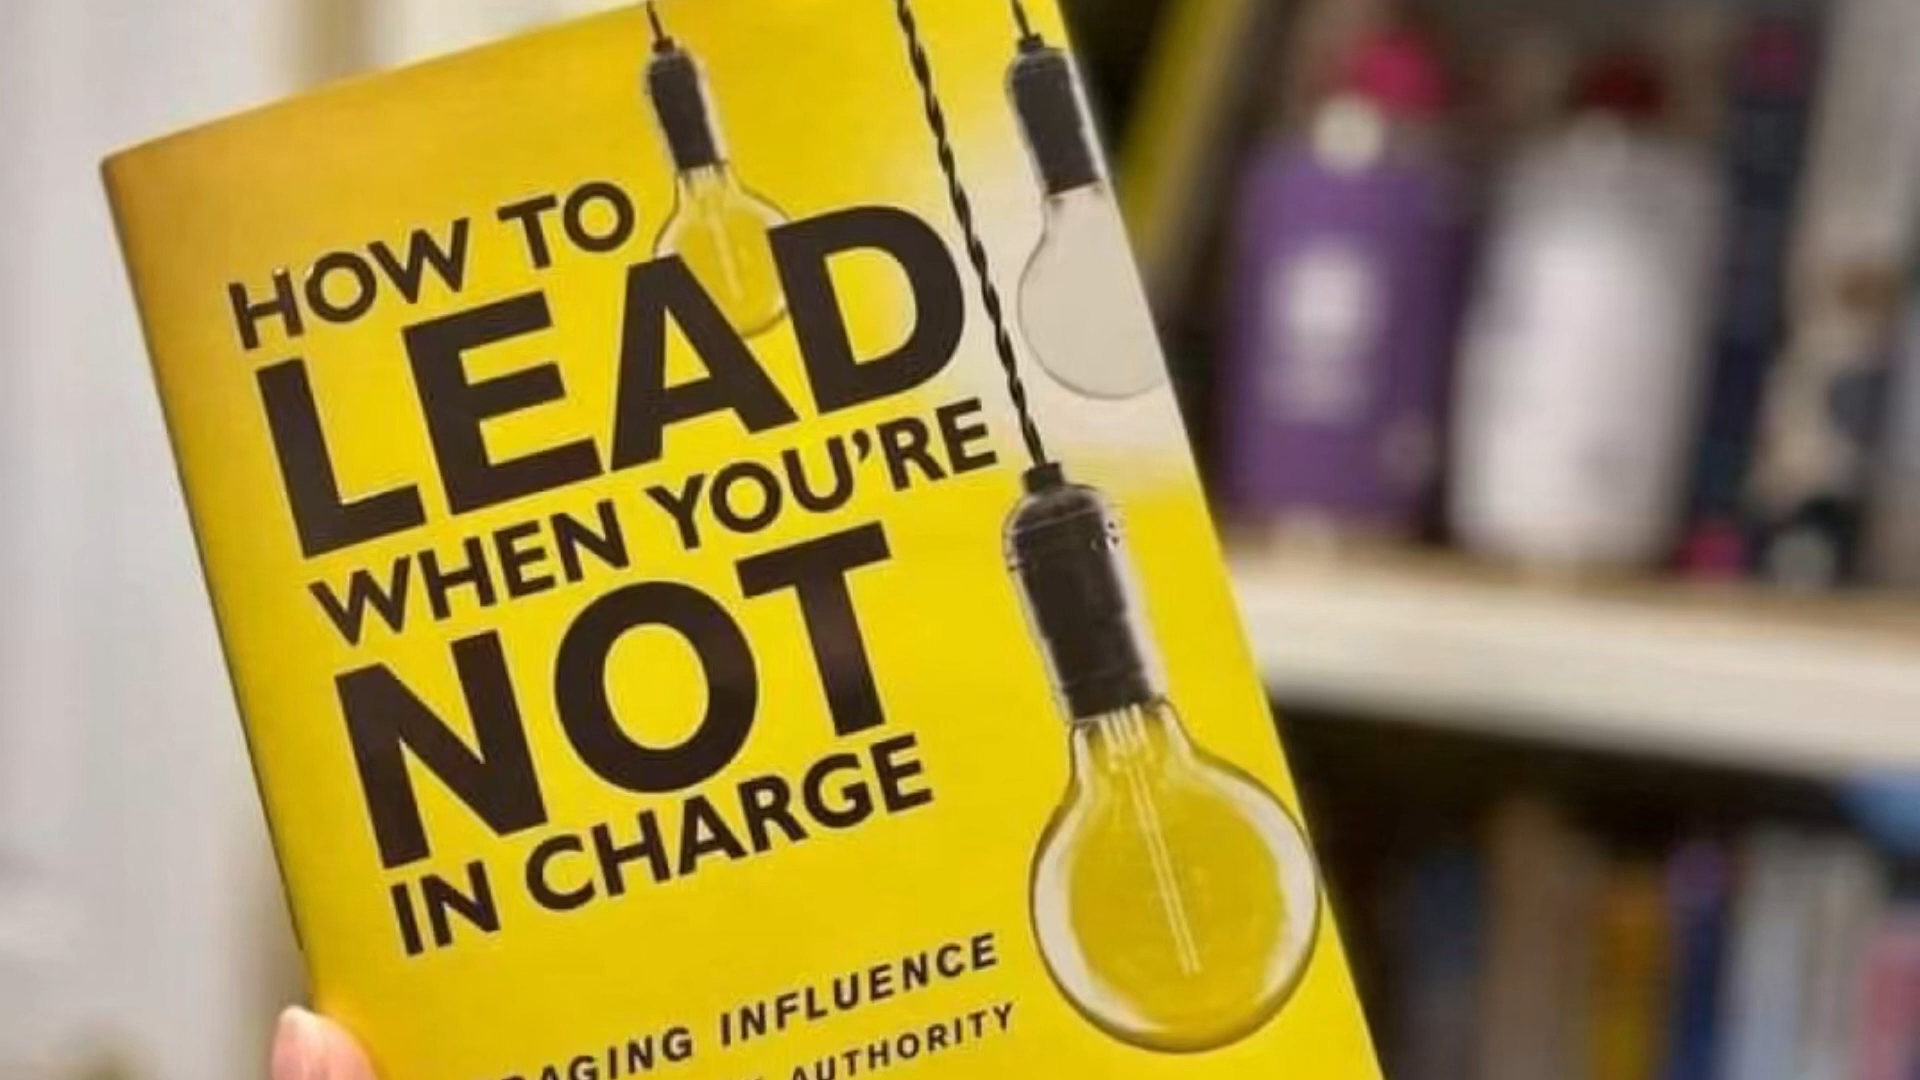 HOW TO
LEAD
WHEN YOU'RE
NOT
IN CHARGE
INFLUENCE
AUTHORITY